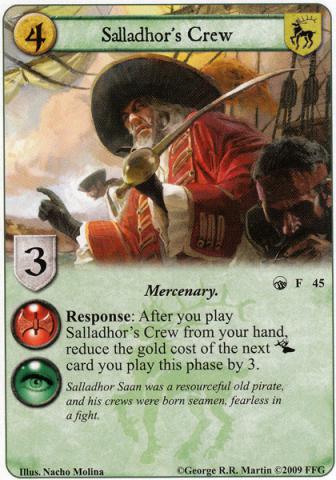 4
Salladhor's Crew
3
Mercenary.
F 45
Response: After you play
Salladhor's Crew from your hand,
reduce the gold cost of the next
card you play this phase by 3.
Salladhor Saan was a resourceful old pirate,
and his crews were born seamen, fearless in
a fight.
Illus. Nacho Molina
©George R.R. Martin ©2009 FFG